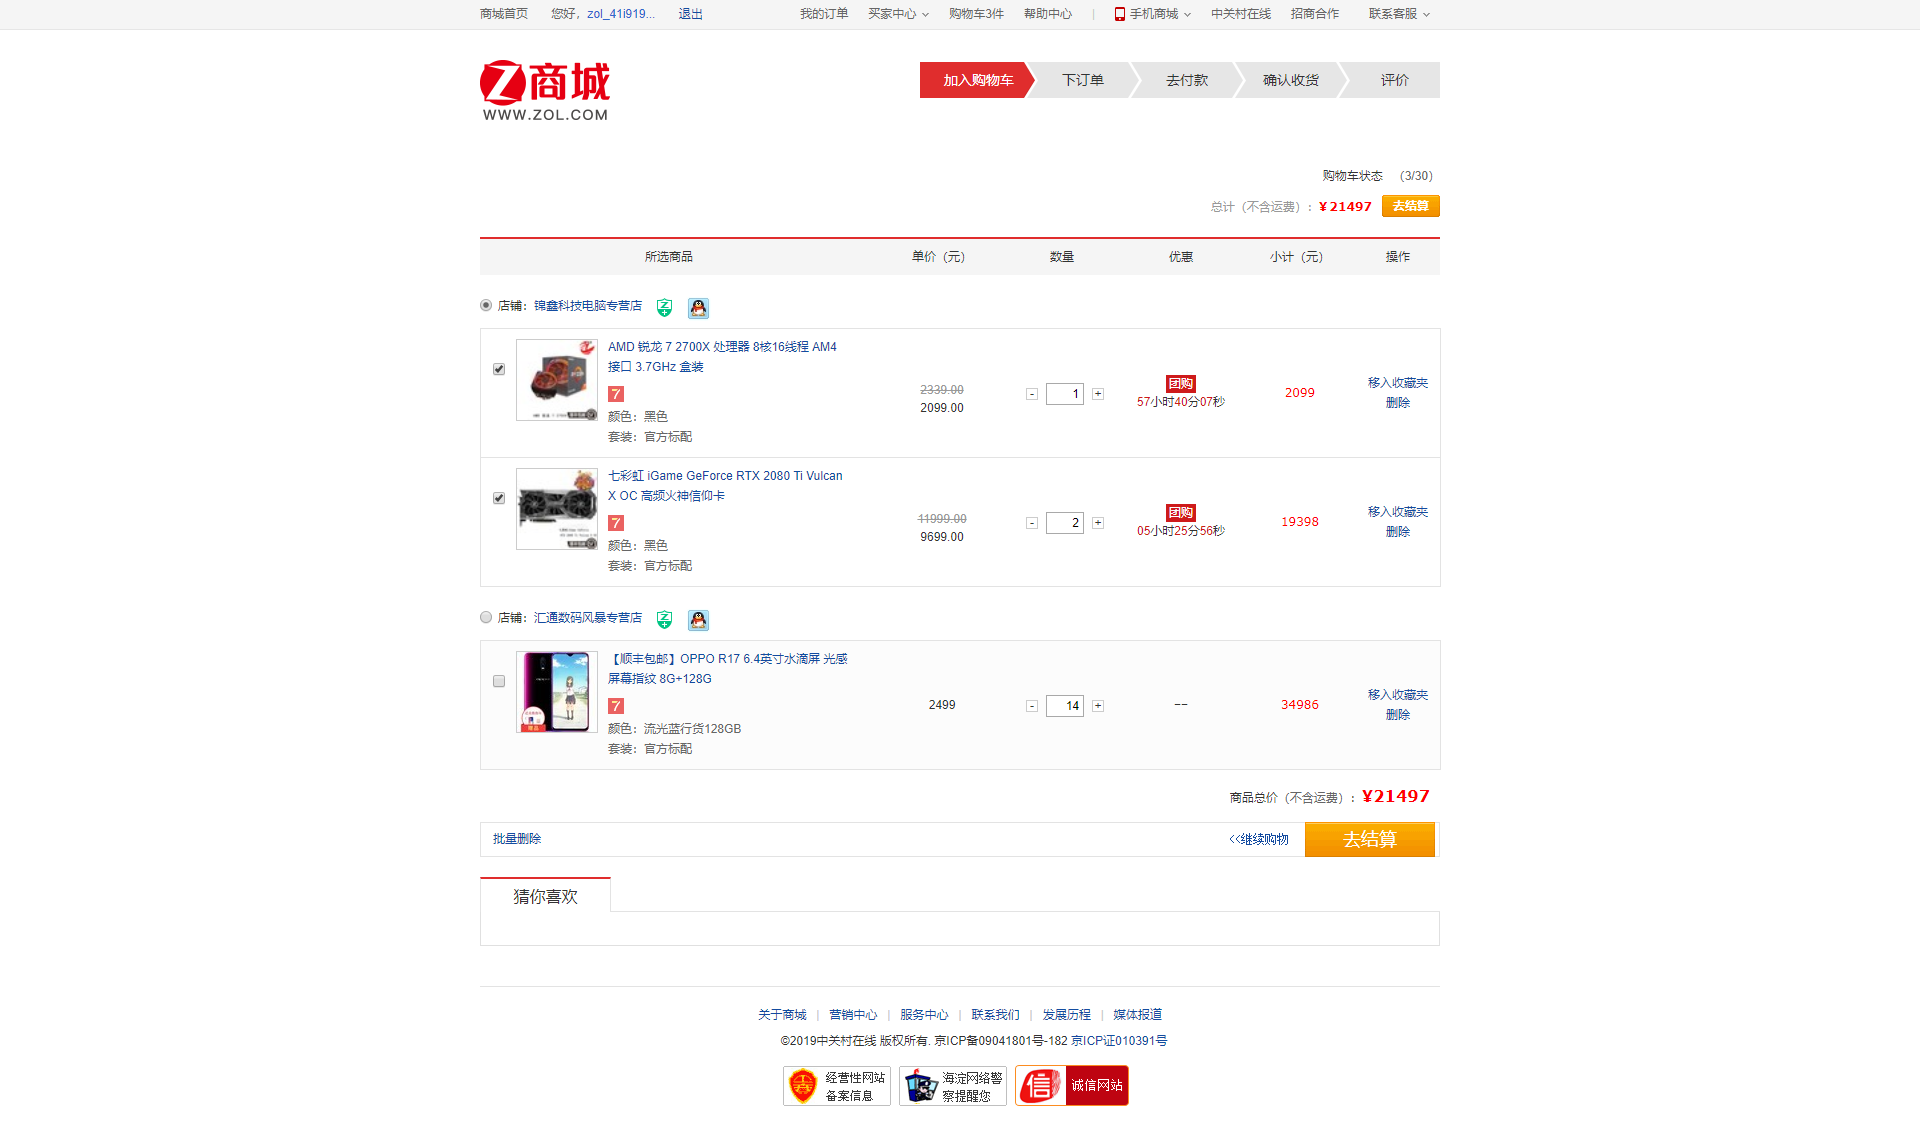 商城首页 您好，zol_41i919... 退出 我的订单 买家中心 购物车3件 帮助中心 | 手机商城 中关村在线 招商合作 联系客服
Z商城
WWW.ZOL.COM
加入购物车 下订单 去付款 确认收货 评价
购物车状态 （3/30）
总计（不含运费）：¥21497 去结算
所选商品 单价（元） 数量 优惠 小计（元） 操作
店铺：锦鑫科技电脑专营店
AMD 锐龙 7 2700X 处理器 8核16线程 AM4
接口 3.7GHz 盒装
7
颜色：黑色
套装：官方标配
2339.00
2099.00
- 1 +
团购
57小时40分07秒
2099
移入收藏夹
删除
七彩虹 iGame GeForce RTX 2080 Ti Vulcan
X OC 高频火神信仰卡
7
颜色：黑色
套装：官方标配
11999.00
9699.00
- 2 +
团购
05小时25分56秒
19398
移入收藏夹
删除
店铺：汇通数码风暴专营店
【顺丰包邮】OPPO R17 6.4英寸水滴屏 光感
屏幕指纹 8G+128G
7
颜色：流光蓝行货128GB
套装：官方标配
2499
- 14 +
--
34986
移入收藏夹
删除
商品总价（不含运费）：¥21497
批量删除 <<继续购物 去结算
猜你喜欢
关于商城 | 营销中心 | 服务中心 | 联系我们 | 发展历程 | 媒体报道
©2019中关村在线 版权所有. 京ICP备09041801号-182 京ICP证010391号
经营性网站
备案信息
海淀网络警
察提醒您
信 诚信网站